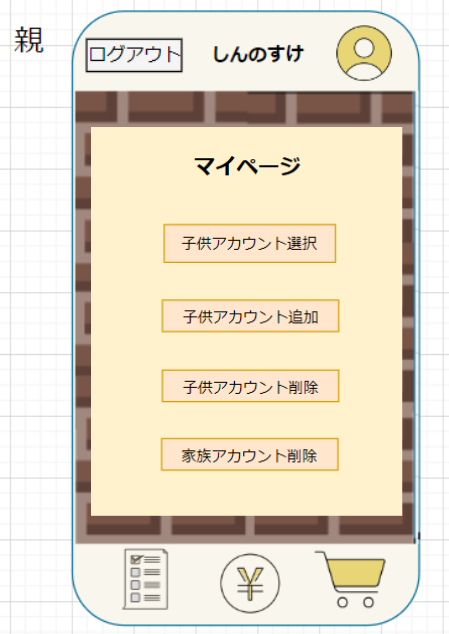 親
ログアウト
しんのすけ
マイページ
子供アカウント選択
子供アカウント追加
子供アカウント削除
家族アカウント削除
¥